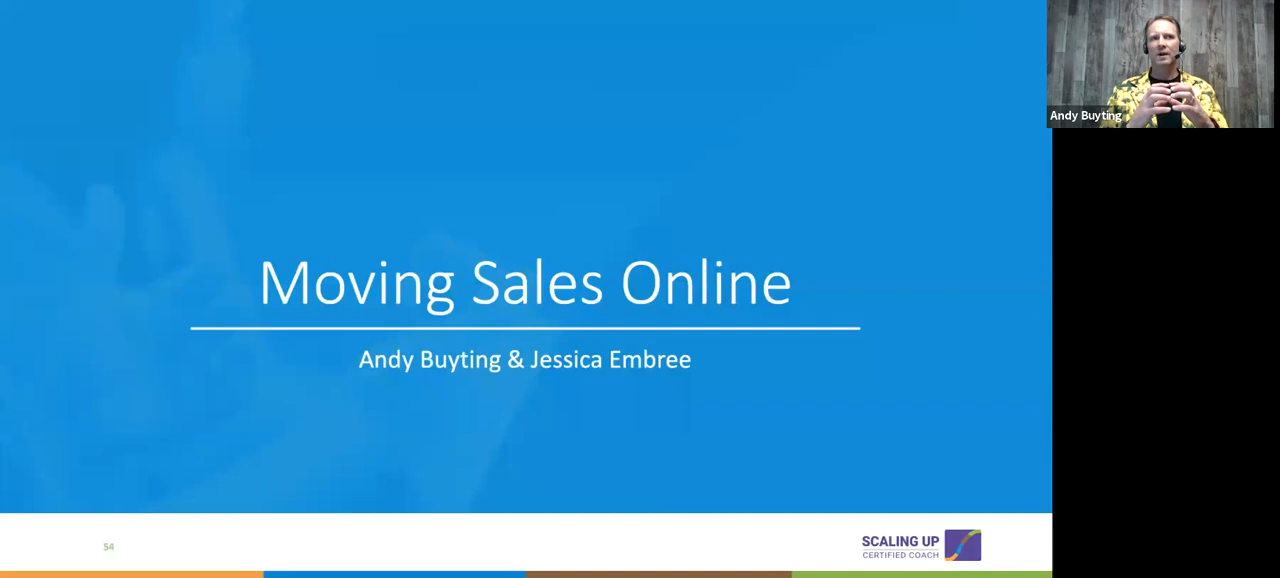 Moving Sales Online
Andy Buyting & Jessica Embree
Andy Buyting
54
SCALING UP
CERTIFIED COACH